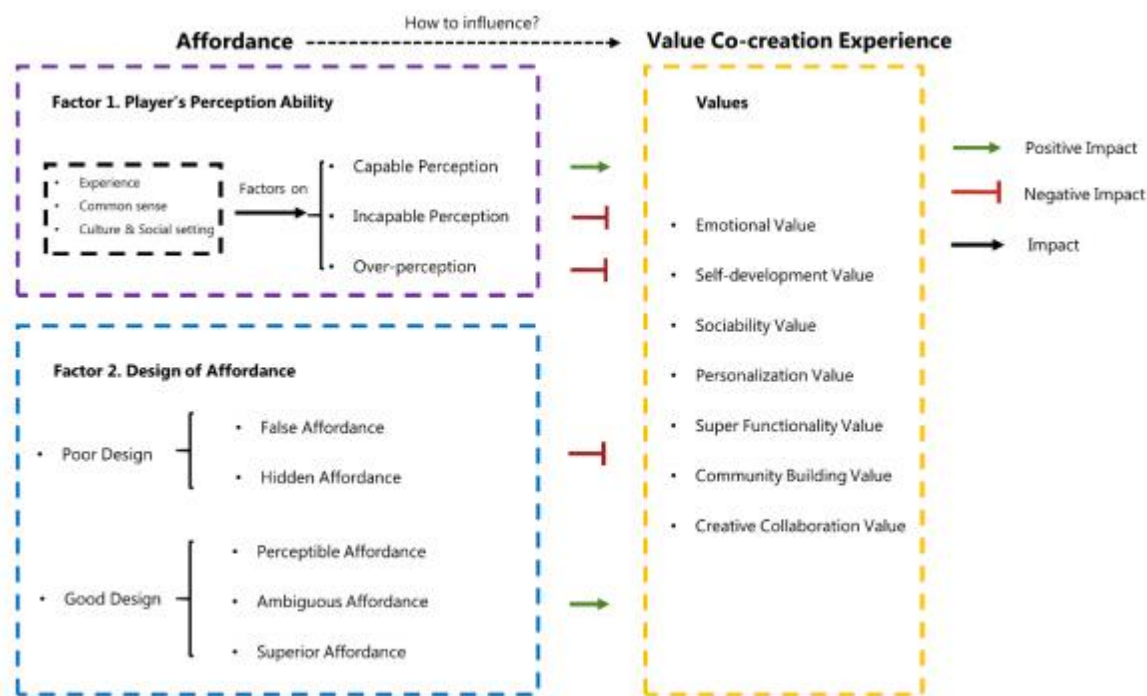 How to influence?
Affordance
Value Co-creation Experience
Factor 1. Player's Perception Ability
• Experience
• Common sense
• Culture & Social setting
Factors on
• Capable Perception
• Incapable Perception
• Over-perception
Factor 2. Design of Affordance
• Poor Design
• False Affordance
• Hidden Affordance
• Good Design
• Perceptible Affordance
• Ambiguous Affordance
• Superior Affordance
Values
• Emotional Value
• Self-development Value
• Sociability Value
• Personalization Value
• Super Functionality Value
• Community Building Value
• Creative Collaboration Value
Positive Impact
Negative Impact
Impact